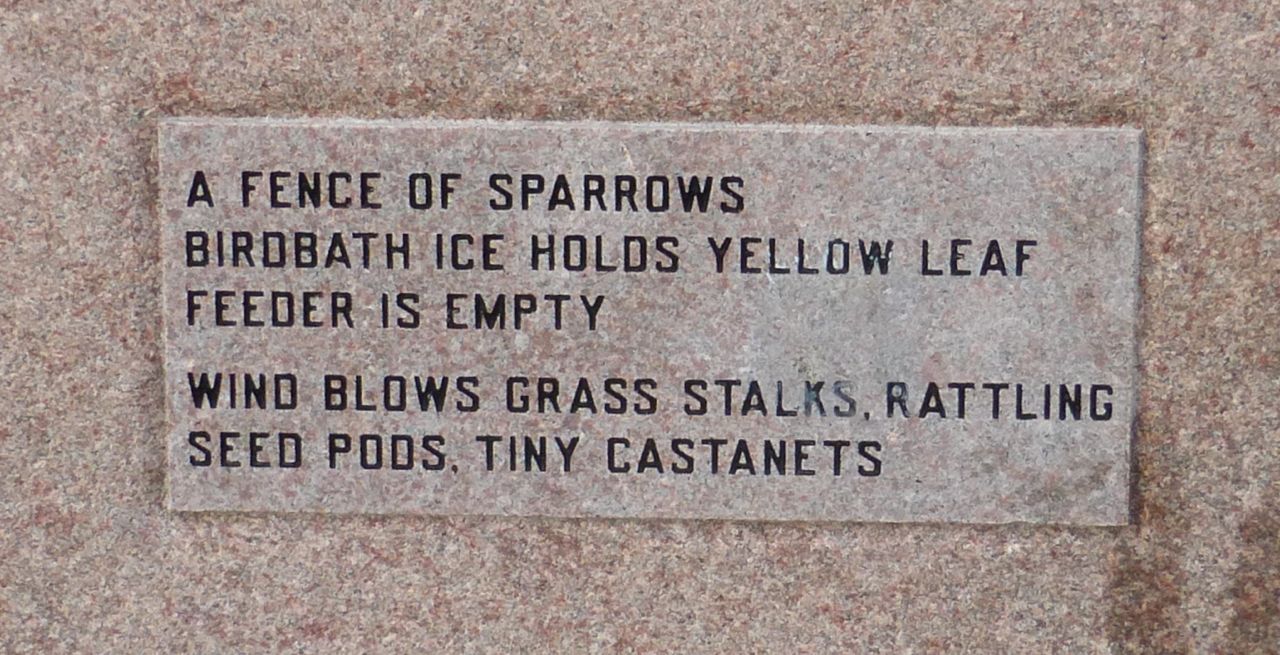 A FENCE OF SPARROWS
BIRDBATH ICE HOLDS YELLOW LEAF
FEEDER IS EMPTY
WIND BLOWS GRASS STALKS, RATTLING
SEED PODS, TINY CASTANETS